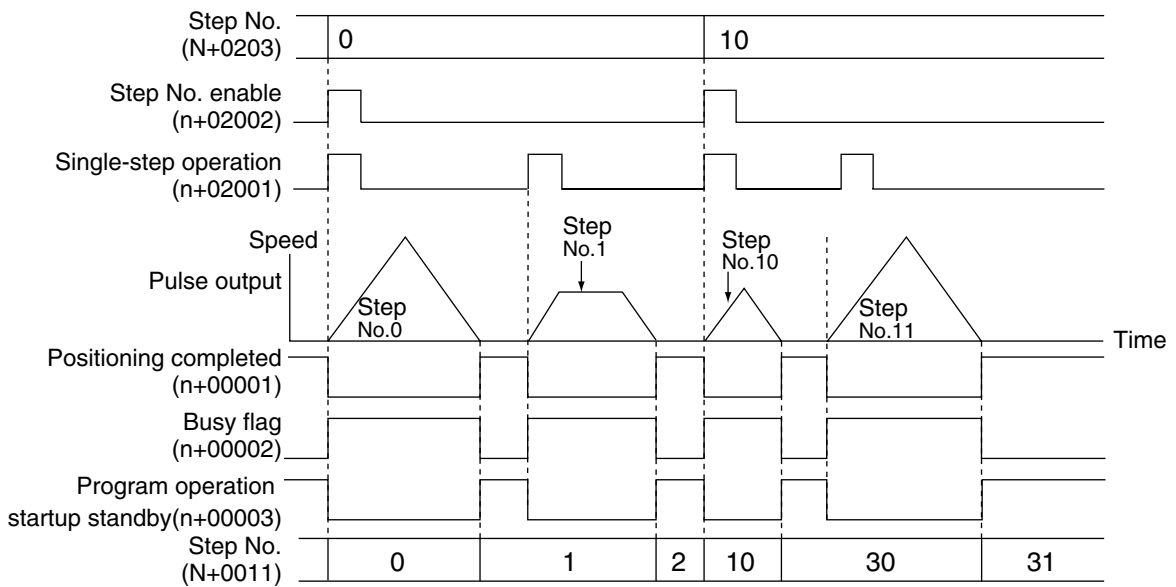 Step No.
(N+0203)
0
10
Step No. enable
(n+02002)
Single-step operation
(n+02001)
Speed
Pulse output
Step
No.0
Step
No.1
Step
No.10
Step
No.11
Time
Positioning completed
(n+00001)
Busy flag
(n+00002)
Program operation
startup standby(n+00003)
Step No.
(N+0011)
0
1
2
10
30
31